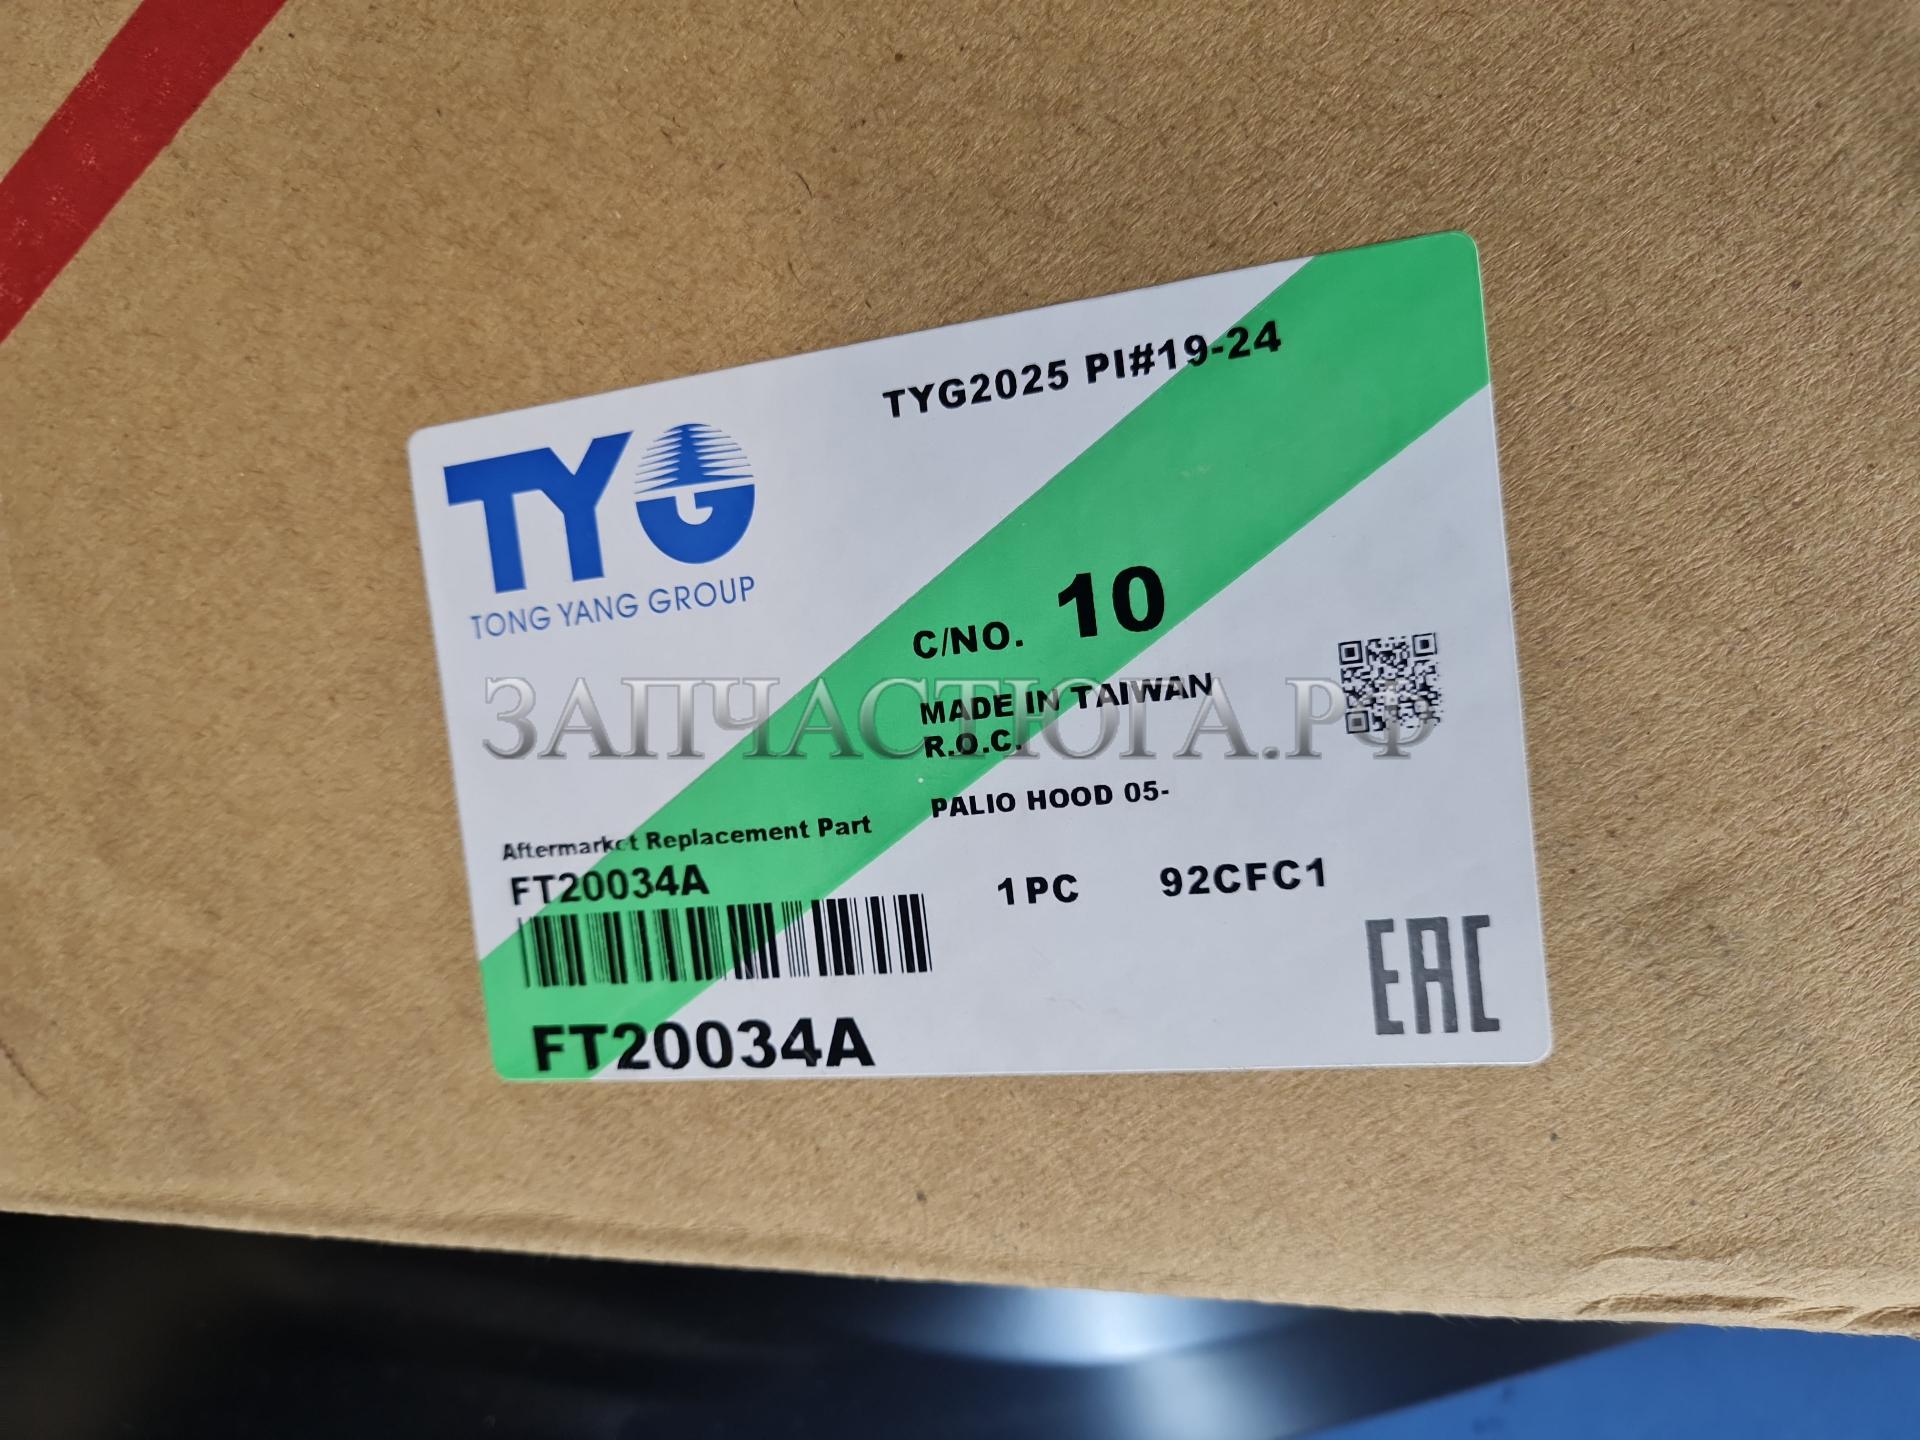 TYG2025 PI#19-24
TYG
TONG YANG GROUP
C/NO. 10
MADE IN TAIWAN
R.O.C.
ЗАПЧАСТЮГА.РФ
PALIO HOOD 05-
Aftermarket Replacement Part
FT20034A
1PC 92CFC1
EAC
FT20034A